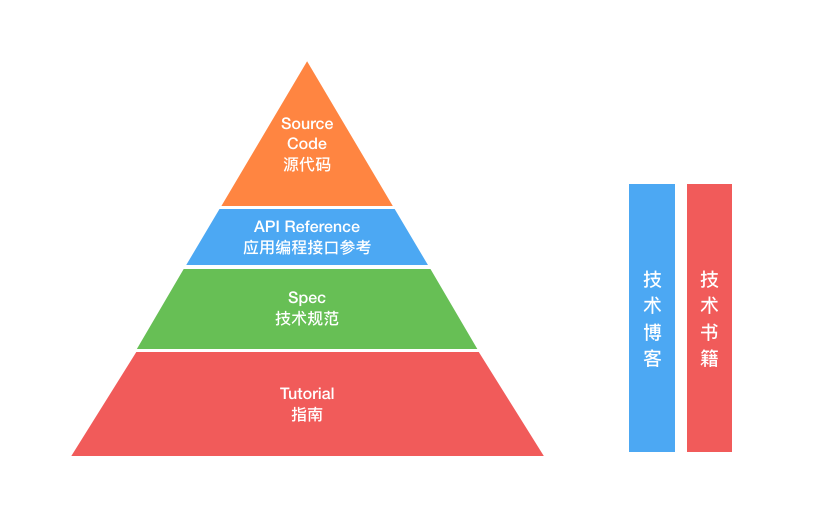 Source
Code
源代码
API Reference
应用编程接口参考
Spec
技术规范
Tutorial
指南
技术博客
技术书籍